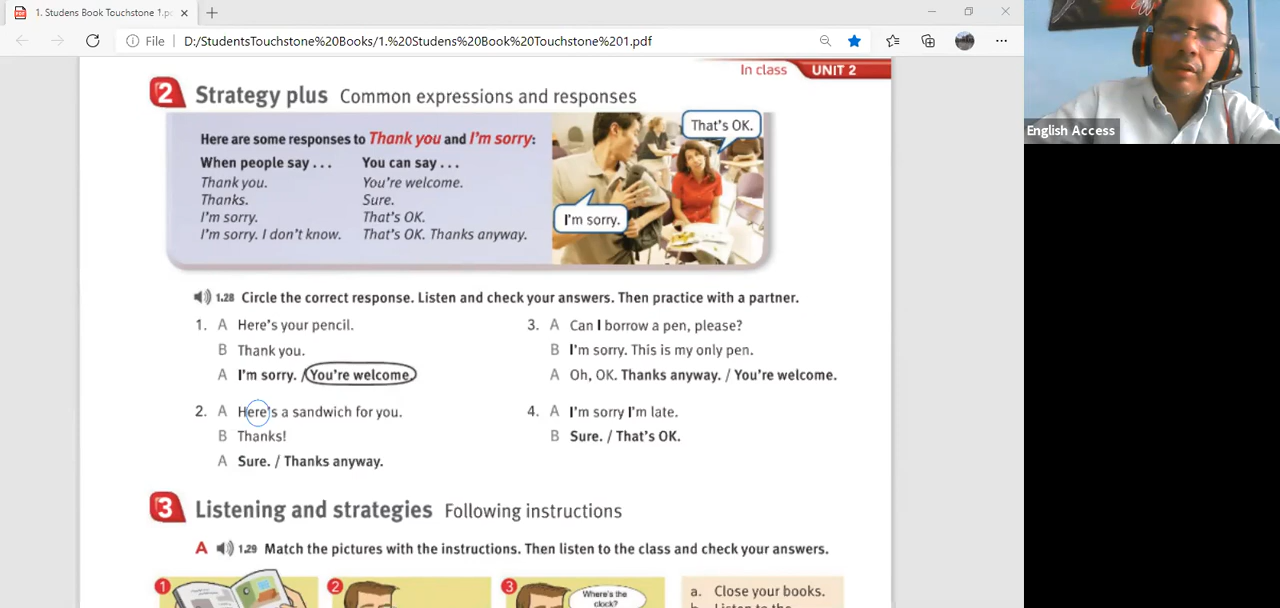 1. Studens Book Touchstone 1.p
File D:/StudentsTouchstone%20Books/1.%20Studens%20Book%20Touchstone%201.pdf
In class UNIT 2
2 Strategy plus Common expressions and responses
Here are some responses to Thank you and I'm sorry:
When people say . . . You can say . . .
Thank you. You're welcome.
Thanks. Sure.
I'm sorry. That's OK.
I'm sorry. I don't know. That's OK. Thanks anyway.
That's OK.
I'm sorry.
1.28 Circle the correct response. Listen and check your answers. Then practice with a partner.
1. A Here's your pencil.
B Thank you.
A I'm sorry. / You're welcome.
2. A Here's a sandwich for you.
B Thanks!
A Sure. / Thanks anyway.
3. A Can I borrow a pen, please?
B I'm sorry. This is my only pen.
A Oh, OK. Thanks anyway. / You're welcome.
4. A I'm sorry I'm late.
B Sure. / That's OK.
3 Listening and strategies Following instructions
A 1.29 Match the pictures with the instructions. Then listen to the class and check your answers.
1
2
3
Where's the
clock?
a. Close your books.
English Access